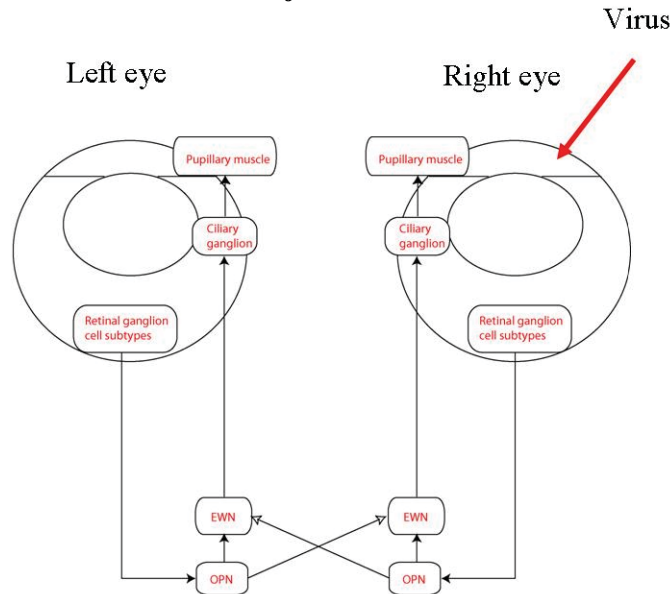 Virus
Left eye
Right eye
Pupillary muscle
Pupillary muscle
Ciliary
ganglion
Ciliary
ganglion
Retinal ganglion
cell subtypes
Retinal ganglion
cell subtypes
EWN
EWN
OPN
OPN